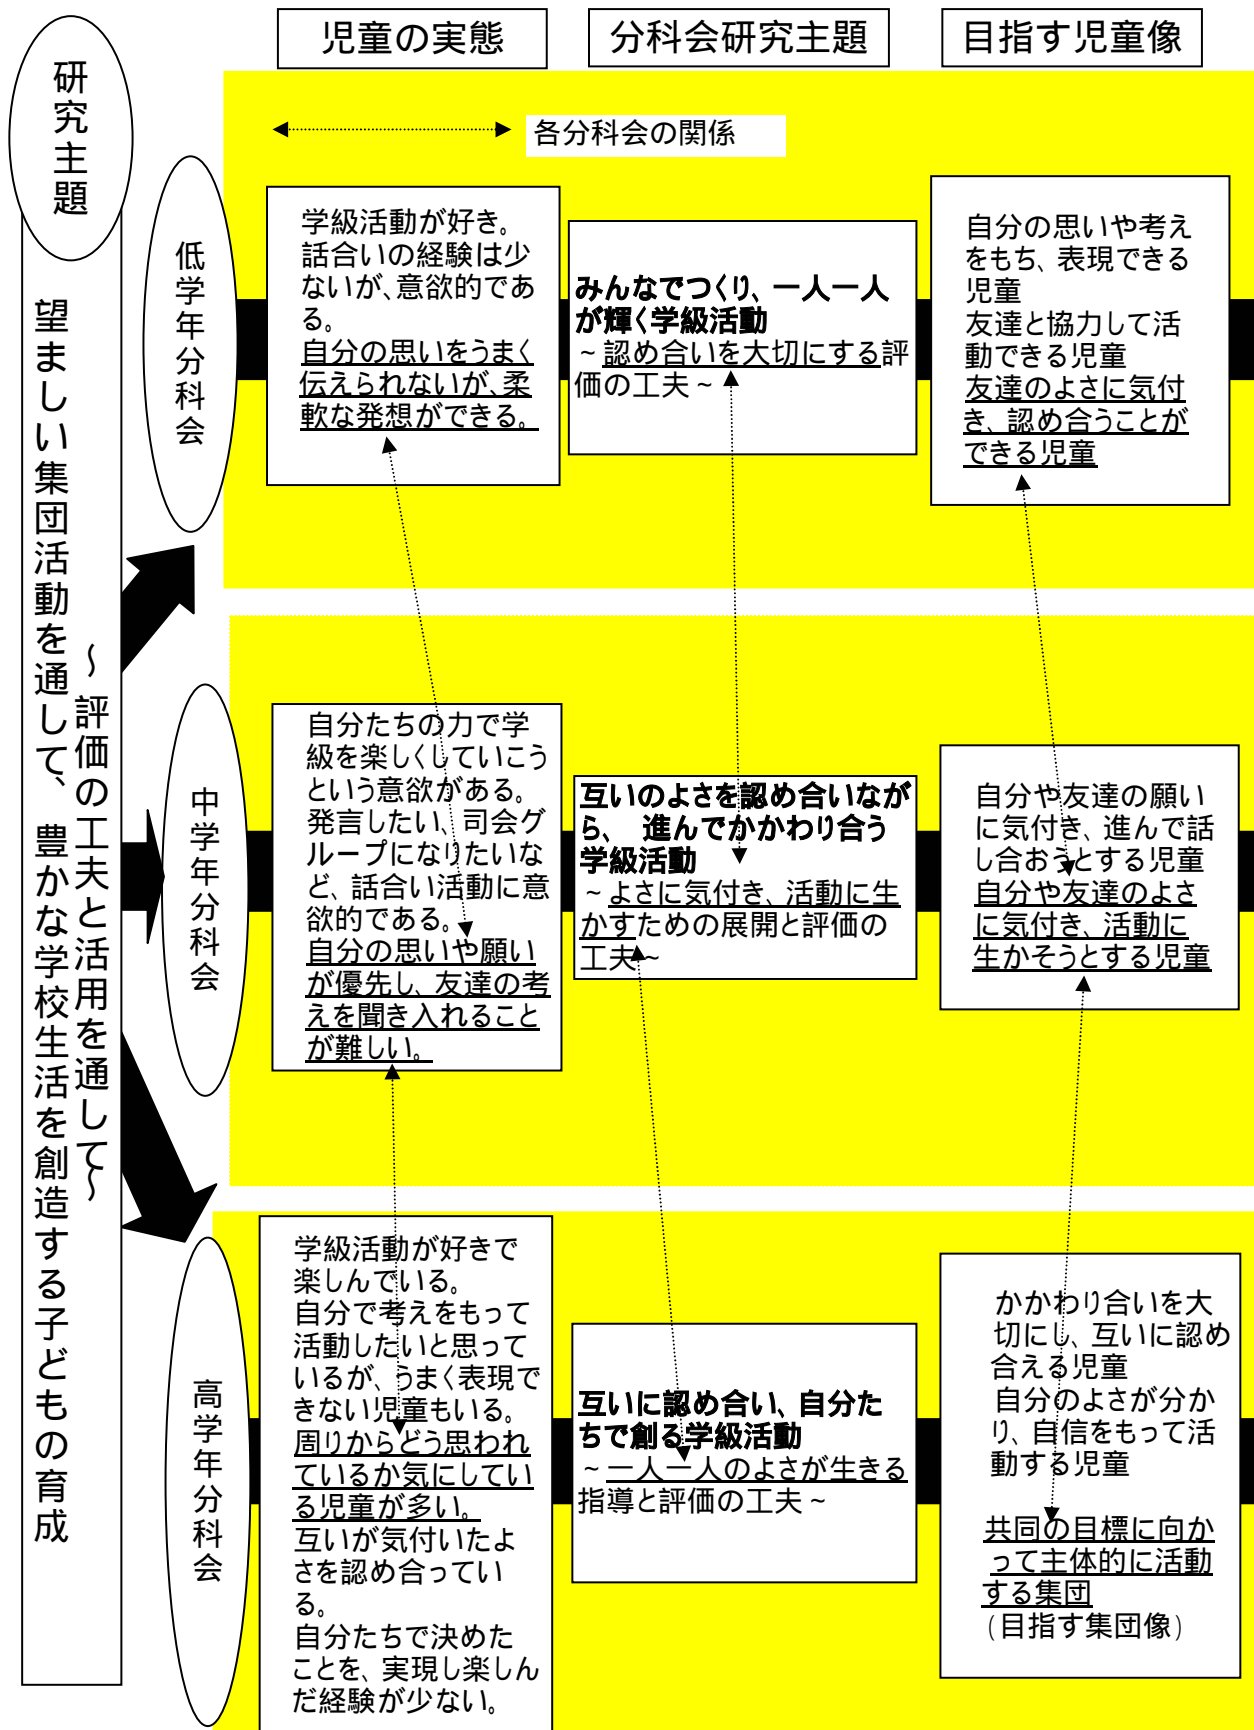 児童の実態
分科会研究主題
目指す児童像
研究主題
望ましい集団活動を通して、豊かな学校生活を創造する子どもの育成
～評価の工夫と活用を通して～
各分科会の関係
低学年分科会
学級活動が好き。
話合いの経験は少
ないが、意欲的であ
る。
自分の思いをうまく
伝えられないが、柔
軟な発想ができる。
みんなでつくり、一人一人
が輝く学級活動
~ 認め合いを大切にする評
価の工夫 ~
自分の思いや考え
をもち、表現できる
児童
友達と協力して活
動できる児童
友達のよさに気付
き、認め合うことが
できる児童
中学年分科会
自分たちの力で学
級を楽しくしていこう
という意欲がある。
発言したい、司会グ
ループになりたいな
ど、話合い活動に意
欲的である。
自分の思いや願い
が優先し、友達の考
えを聞き入れること
が難しい。
互いのよさを認め合いなが
ら、 進んでかかわり合う
学級活動
~ よさに気付き、活動に生
かすための展開と評価の
工夫 ~
自分や友達の願い
に気付き、進んで話
し合おうとする児童
自分や友達のよさ
に気付き、活動に
生かそうとする児童
高学年分科会
学級活動が好きで
楽しんでいる。
自分で考えをもって
活動したいと思って
いるが、うまく表現で
きない児童もいる。
周りからどう思われ
ているか気にしてい
る児童が多い。
互いが気付いたよ
さを認め合ってい
る。
自分たちで決めた
ことを、実現し楽しん
だ経験が少ない。
互いに認め合い、自分た
ちで創る学級活動
~ 一人一人のよさが生きる
指導と評価の工夫 ~
かかわり合いを大
切にし、互いに認め
合える児童
自分のよさが分か
り、自信をもって活
動する児童
共同の目標に向か
って主体的に活動
する集団
(目指す集団像)